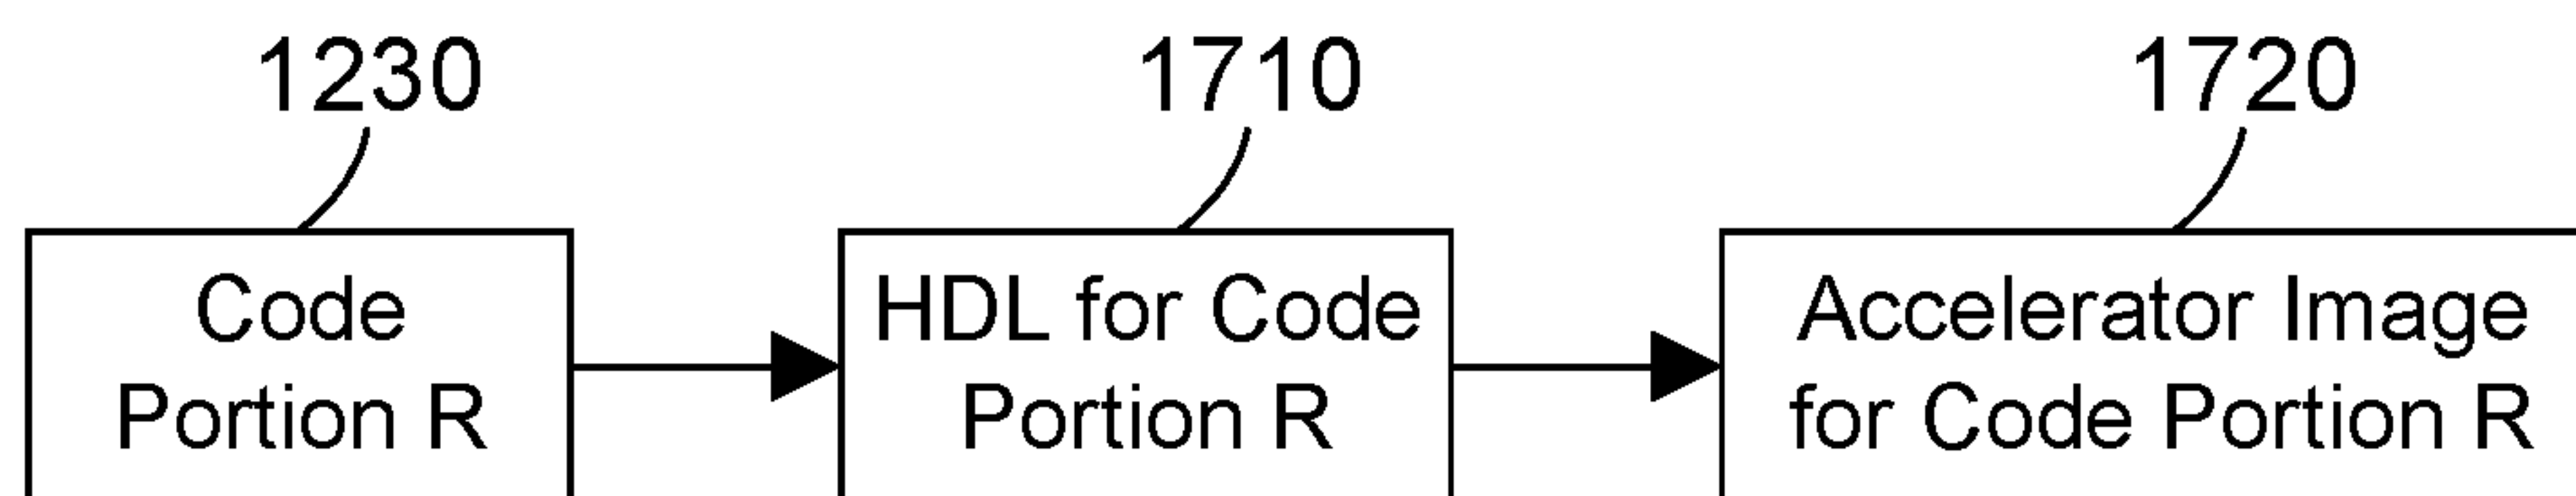 1230
1710
1720
Code
Portion R
HDL for Code
Portion R
Accelerator Image
for Code Portion R